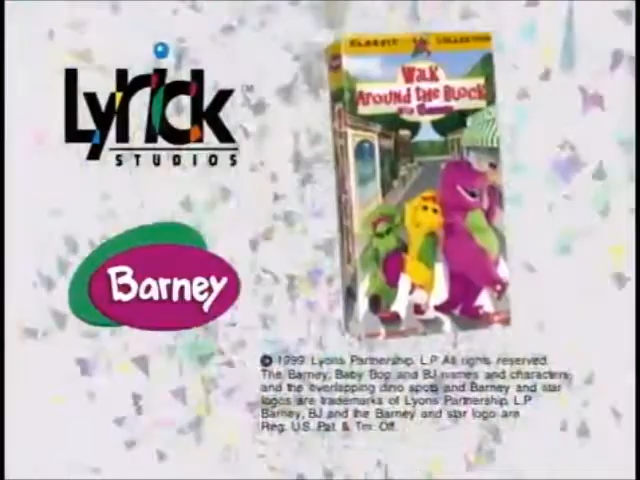 Lyrick™
STUDIOS
Barney
CLASSIC COLLECTION
Walk
Around the Block
with Barney
© 1999 Lyons Partnership, L.P. All rights reserved.
The Barney, Baby Bop and BJ names and characters
and the overlapping dino spots and Barney and star
logos are trademarks of Lyons Partnership, L.P.
Barney, BJ and the Barney and star logo are
Reg. U.S. Pat. & Tm. Off.